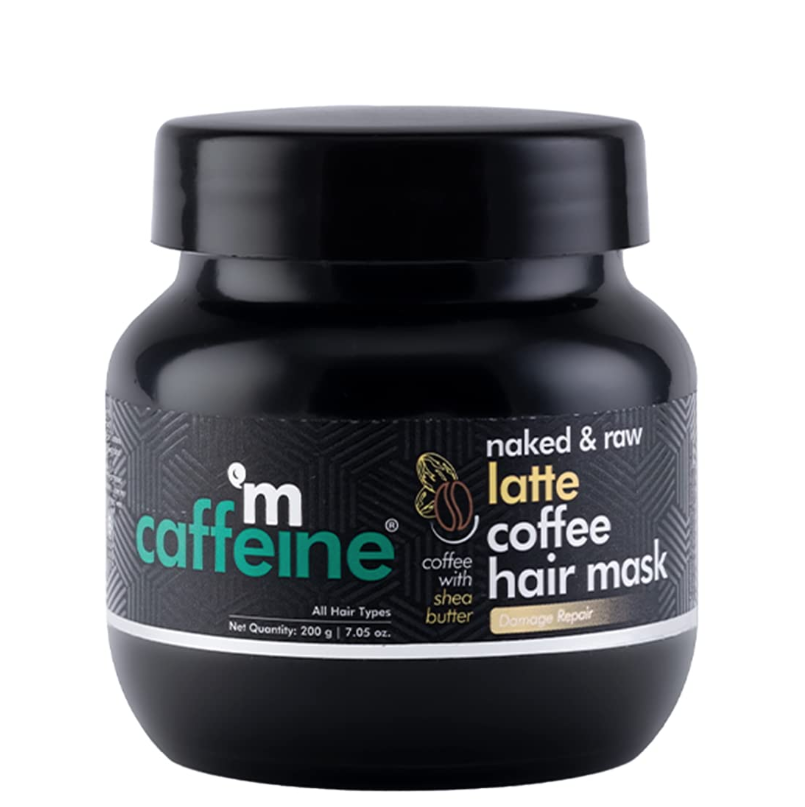 'm
caffeine®
All Hair Types
Net Quantity: 200 g | 7.05 oz.
coffee
with
shea
butter
naked & raw
latte
coffee
hair mask
Damage Repair